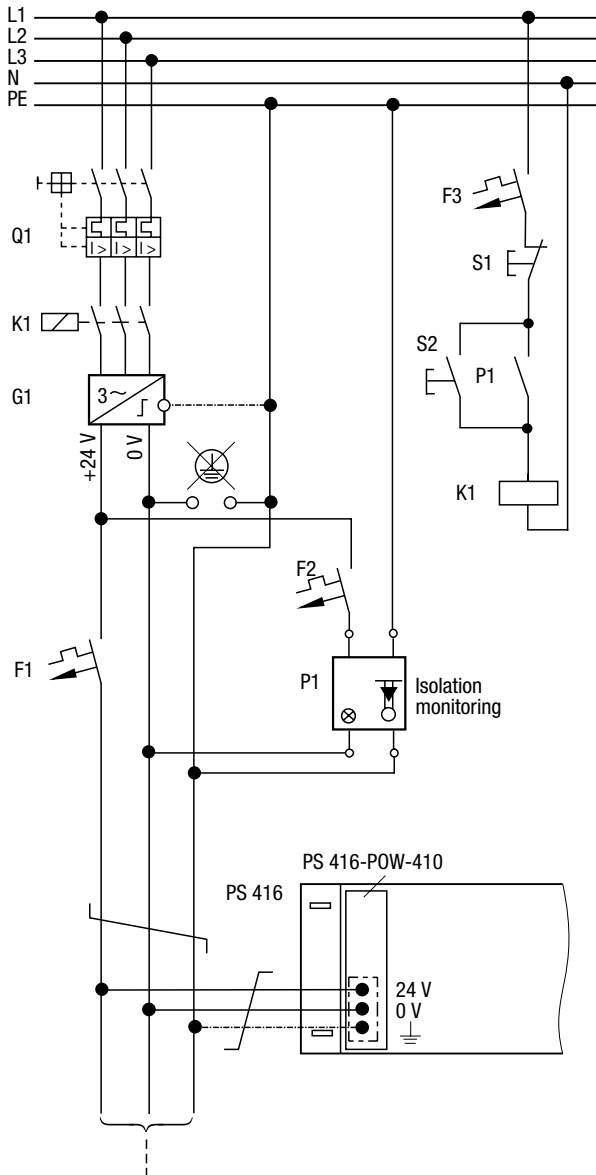 L1
L2
L3
N
PE
F3
Q1
I> I> I>
S1
K1
S2
P1
G1
3~
+24 V
0 V
K1
F2
F1
P1
Isolation
monitoring
PS 416-POW-410
PS 416
24 V
0 V